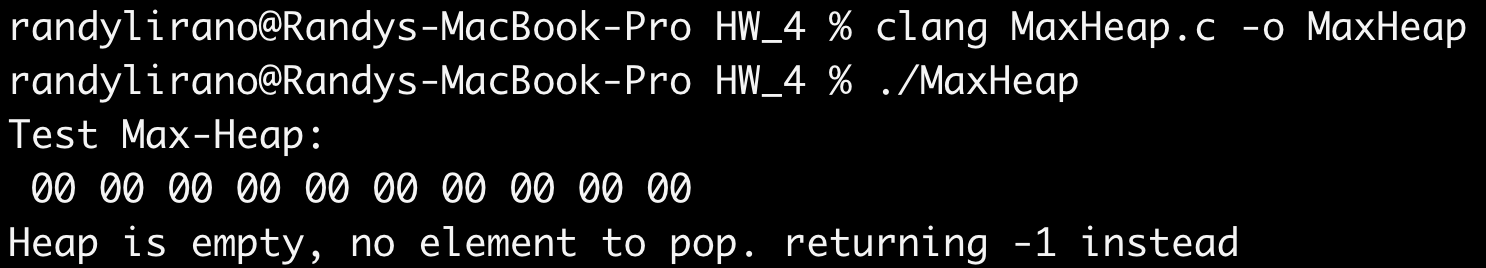 randylirano@Randys-MacBook-Pro HW_4 % clang MaxHeap.c -o MaxHeap
randylirano@Randys-MacBook-Pro HW_4 % ./MaxHeap
Test Max-Heap:
 00 00 00 00 00 00 00 00 00 00
Heap is empty, no element to pop. returning -1 instead